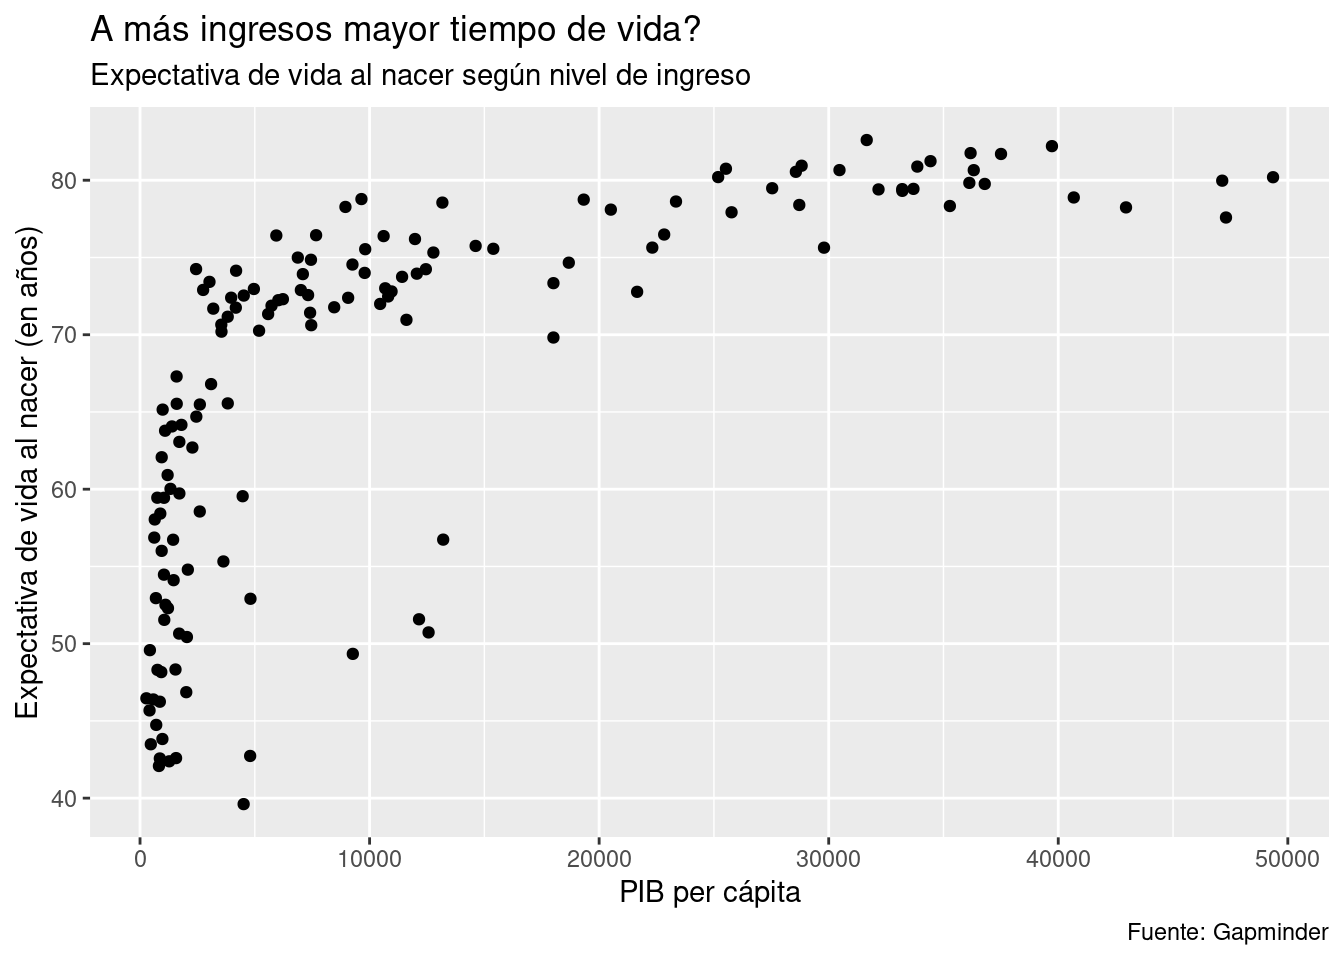 A más ingresos mayor tiempo de vida?
Expectativa de vida al nacer según nivel de ingreso
Expectativa de vida al nacer (en años)
80
70
60
50
40
0 10000 20000 30000 40000 50000
PIB per cápita
Fuente: Gapminder